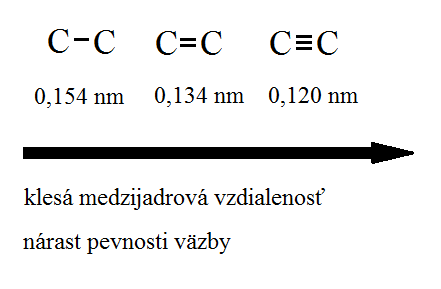 C−C C=C C≡C
0,154 nm 0,134 nm 0,120 nm
klesá medzijadrová vzdialenosť
nárast pevnosti väzby